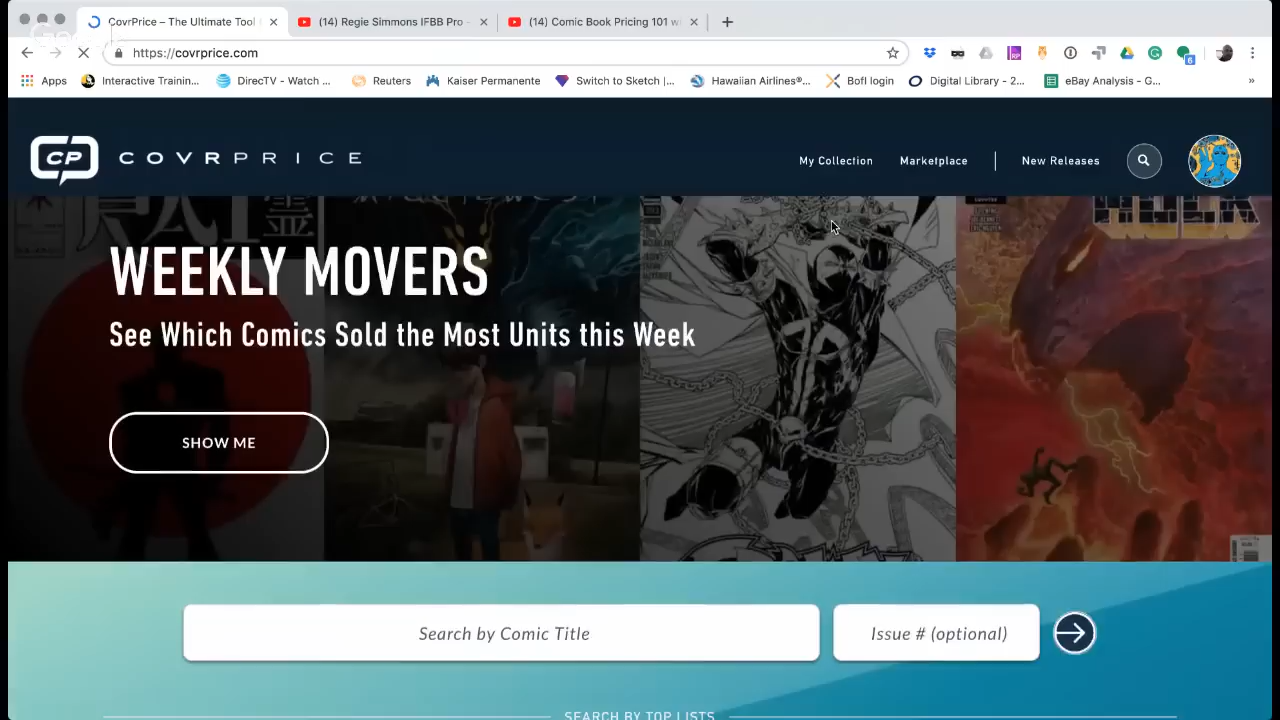 CovrPrice – The Ultimate Tool
(14) Regie Simmons IFBB Pro -
(14) Comic Book Pricing 101 w
https://covrprice.com
Apps
Interactive Trainin...
DirecTV - Watch ...
Reuters
Kaiser Permanente
Switch to Sketch |...
Hawaiian Airlines®...
BofI login
Digital Library - 2...
eBay Analysis - G...
»
CP
COVRPRICE
My Collection
Marketplace
New Releases
WEEKLY MOVERS
See Which Comics Sold the Most Units this Week
SHOW ME
HULK
Search by Comic Title
Issue # (optional)
SEARCH BY TOP LISTS